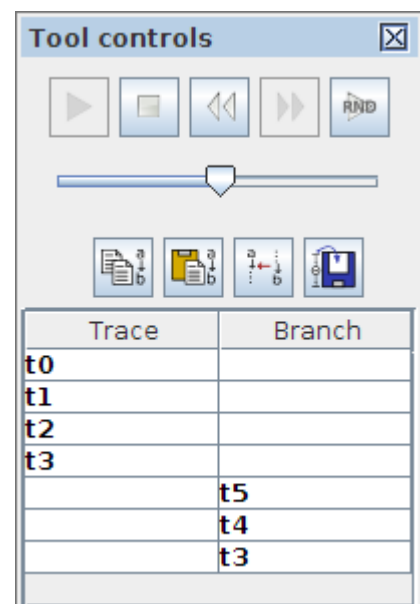 Tool controls
RND
a
b
a
b
a
b
Trace Branch
t0
t1
t2
t3
t5
t4
t3